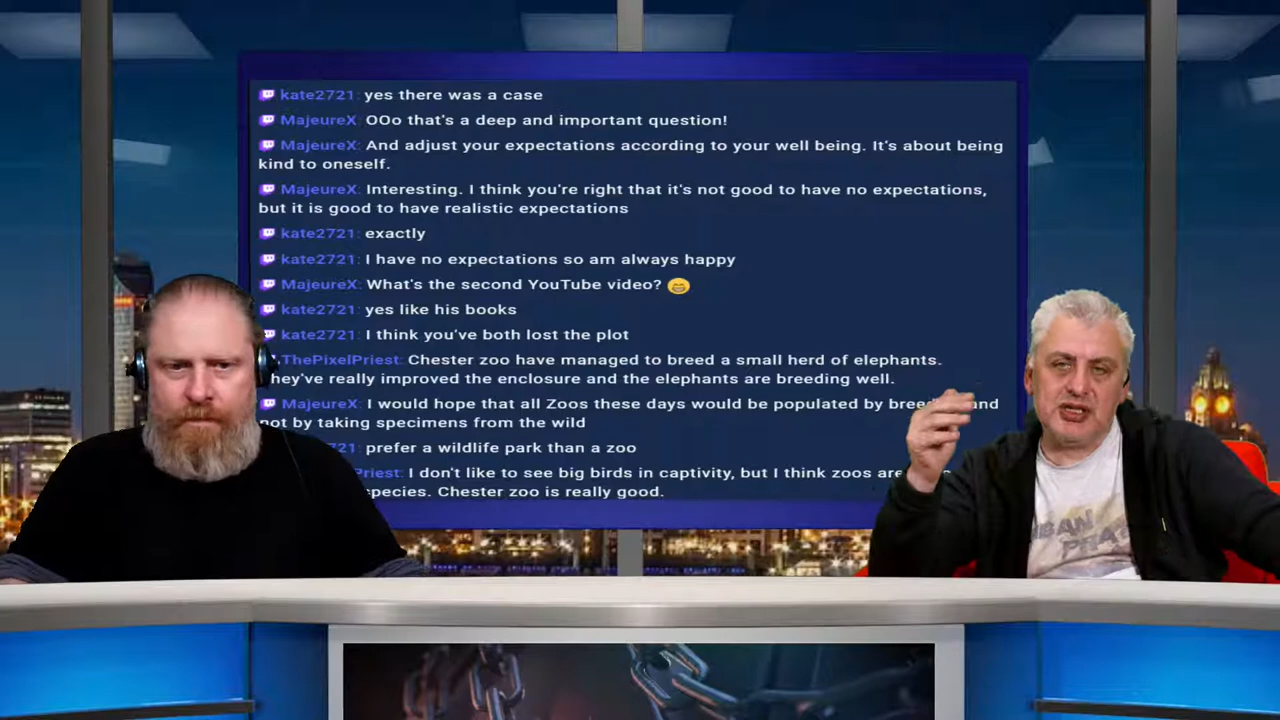 kate2721: yes there was a case
MajeureX: OOo that's a deep and important question!
MajeureX: And adjust your expectations according to your well being. It's about being
kind to oneself.
MajeureX: Interesting. I think you're right that it's not good to have no expectations,
but it is good to have realistic expectations
kate2721: exactly
kate2721: I have no expectations so am always happy
MajeureX: What's the second YouTube video? 😁
kate2721: yes like his books
kate2721: I think you've both lost the plot
ThePixelPriest: Chester zoo have managed to breed a small herd of elephants.
hey've really improved the enclosure and the elephants are breeding well.
MajeureX: I would hope that all Zoos these days would be populated by bree and
not by taking specimens from the wild
21: prefer a wildlife park than a zoo
Priest: I don't like to see big birds in captivity, but I think zoos are
species. Chester zoo is really good.